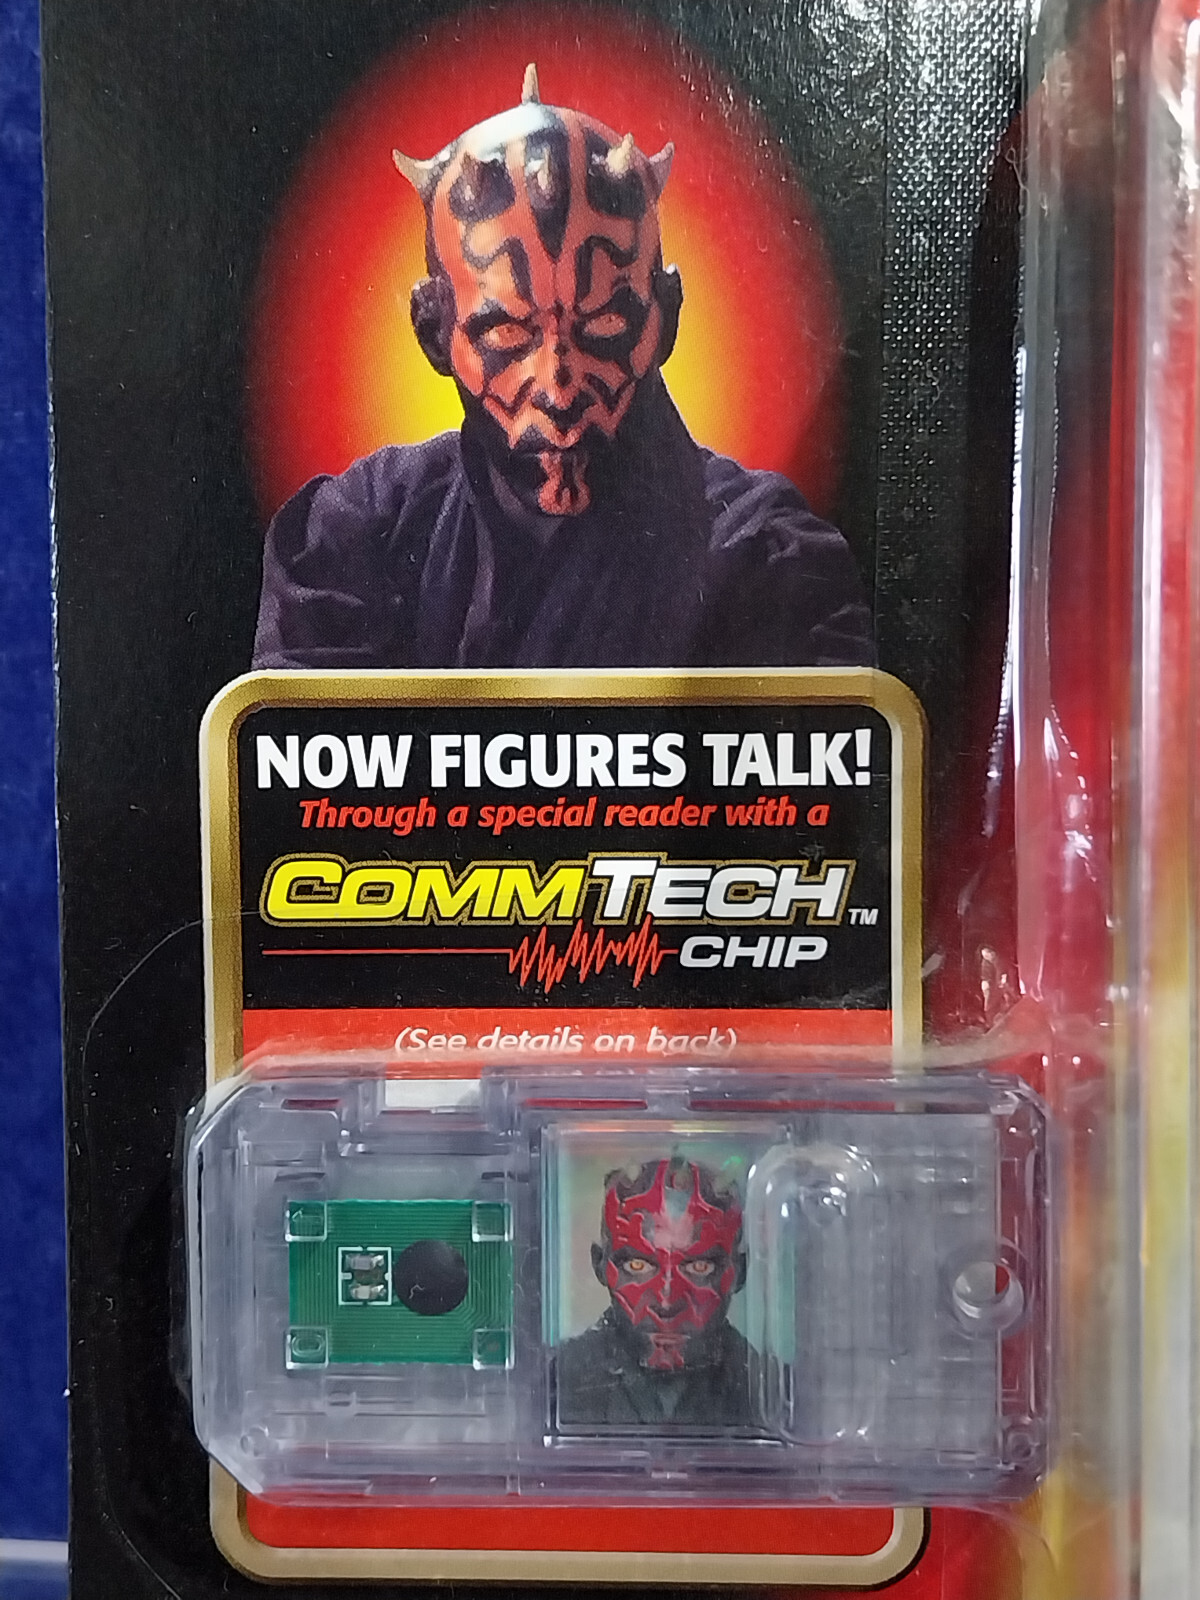 NOW FIGURES TALK!
Through a special reader with a
COMMTECH™
CHIP
(See details on back)